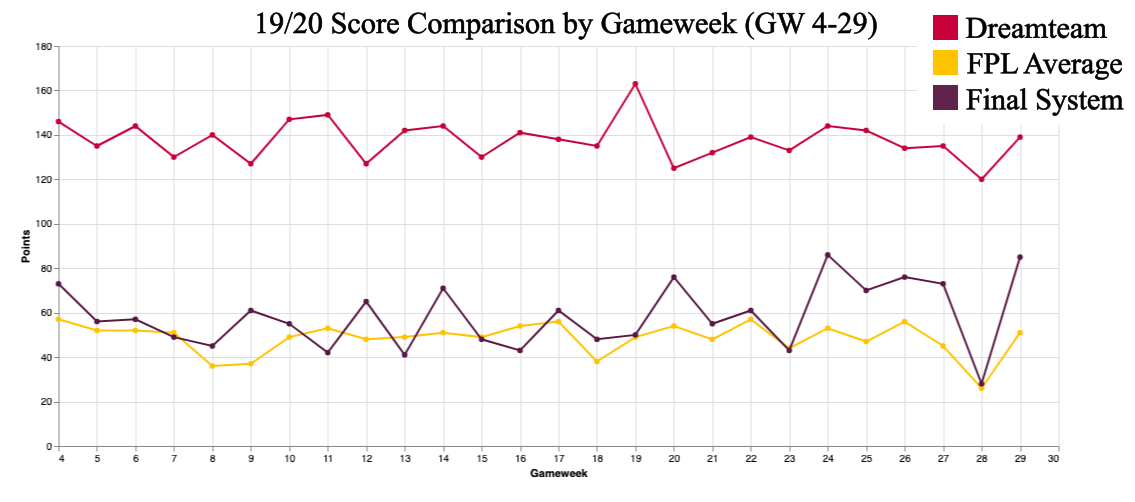 19/20 Score Comparison by Gameweek (GW 4-29)
Dreamteam
FPL Average
Final System
180
160
140
120
100
80
60
40
20
0
Points
4 5 6 7 8 9 10 11 12 13 14 15 16 17 18 19 20 21 22 23 24 25 26 27 28 29 30
Gameweek